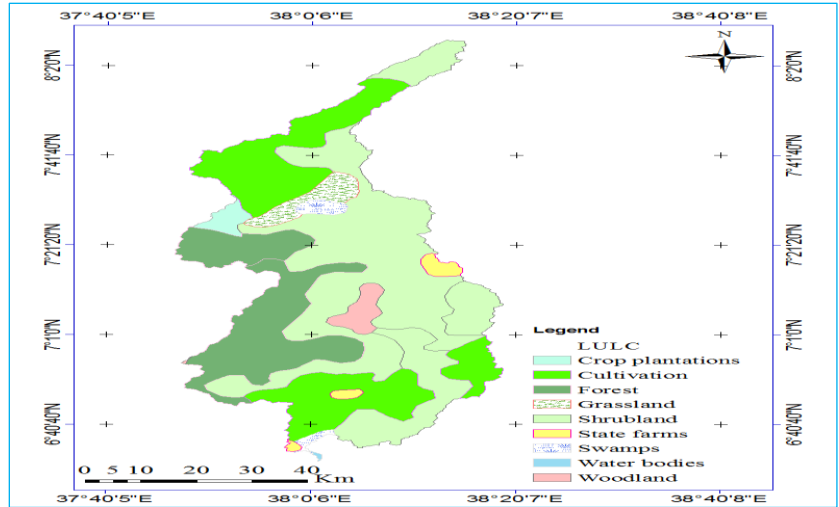 37°40'5"E 38°0'6"E 38°20'7"E 38°40'8"E
N
8°20' 8°20'
7°41'40"N 7°41'40"N
7°21'20"N 7°21'20"N
7°1'0"N 7°1'0"N
6°40'40"N 6°40'40"N
Legend
LULC
Crop plantations
Cultivation
Forest
Grassland
Shrubland
State farms
Swamps
Water bodies
Woodland
0 5 10 20 30 40
Km
37°40'5"E 38°0'6"E 38°20'7"E 38°40'8"E